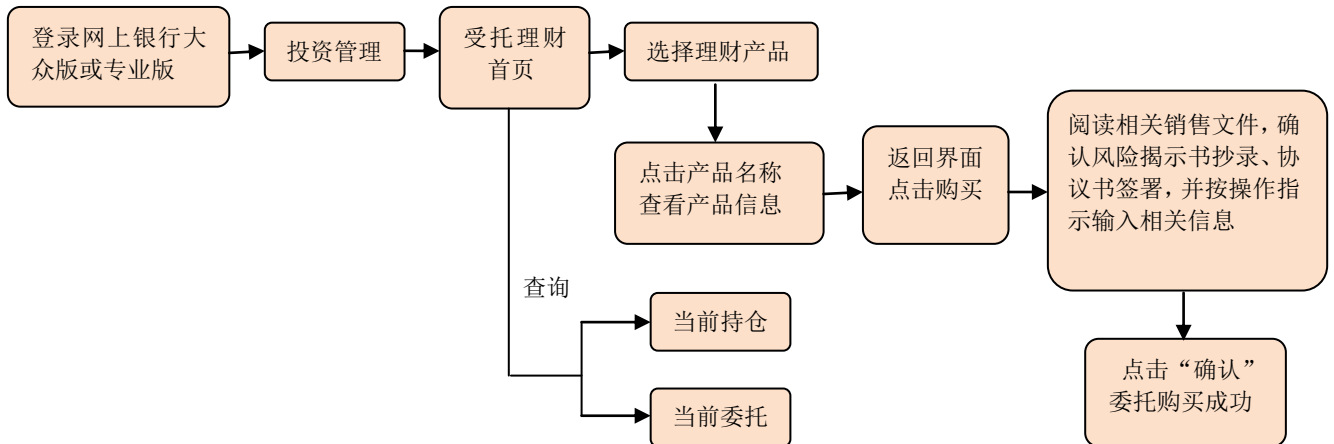 登录网上银行大
众版或专业版
投资管理
受托理财
首页
选择理财产品
点击产品名称
查看产品信息
返回界面
点击购买
阅读相关销售文件，确
认风险揭示书抄录、协
议书签署，并按操作指
示输入相关信息
点击“确认”
委托购买成功
查询
当前持仓
当前委托